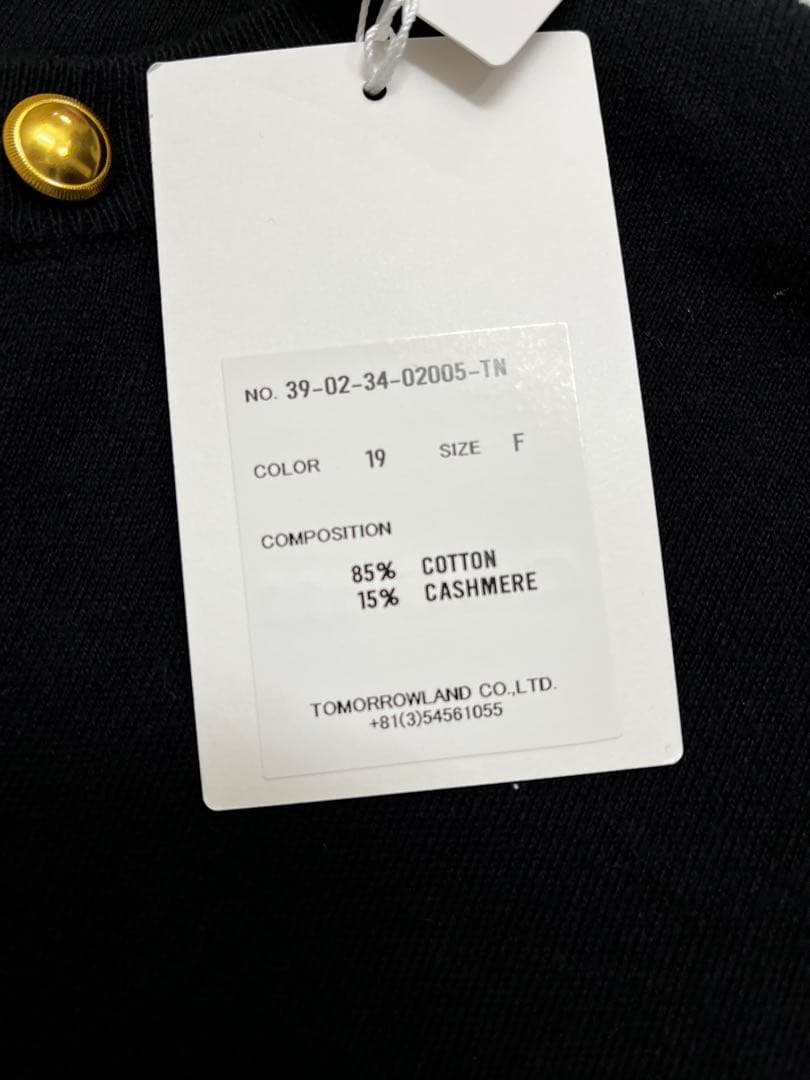 NO. 39-02-34-02005-TN
COLOR 19 SIZE F
COMPOSITION
85% COTTON
15% CASHMERE
TOMORROWLAND CO.,LTD.
+81(3)54561055